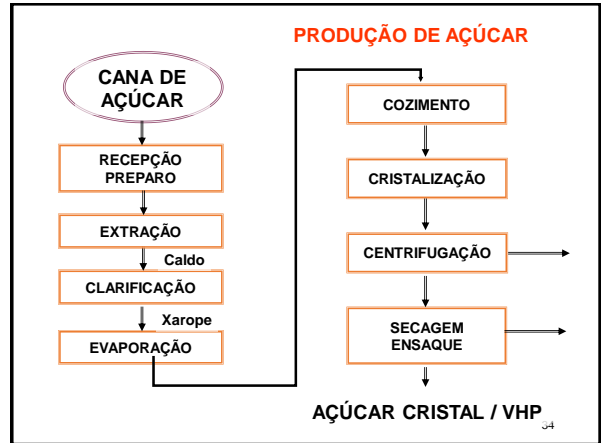 PRODUÇÃO DE AÇÚCAR
CANA DE
AÇÚCAR
RECEPÇÃO
PREPARO
EXTRAÇÃO
Caldo
CLARIFICAÇÃO
Xarope
EVAPORAÇÃO
COZIMENTO
CRISTALIZAÇÃO
CENTRIFUGAÇÃO
SECAGEM
ENSAQUE
AÇÚCAR CRISTAL / VHP
34